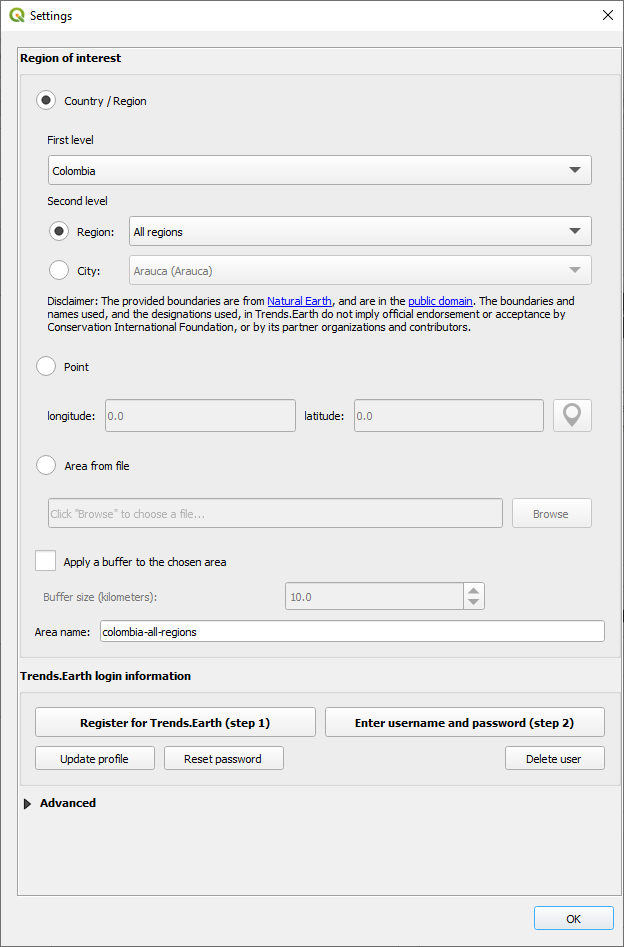 Settings
Region of interest
Country / Region
First level
Colombia
Second level
Region: All regions
City: Arauca (Arauca)
Disclaimer: The provided boundaries are from Natural Earth, and are in the public domain. The boundaries and
names used, and the designations used, in Trends.Earth do not imply official endorsement or acceptance by
Conservation International Foundation, or by its partner organizations and contributors.
Point
longitude: 0.0 latitude: 0.0
Area from file
Click "Browse" to choose a file... Browse
Apply a buffer to the chosen area
Buffer size (kilometers): 10.0
Area name: colombia-all-regions
Trends.Earth login information
Register for Trends.Earth (step 1) Enter username and password (step 2)
Update profile Reset password Delete user
Advanced
OK